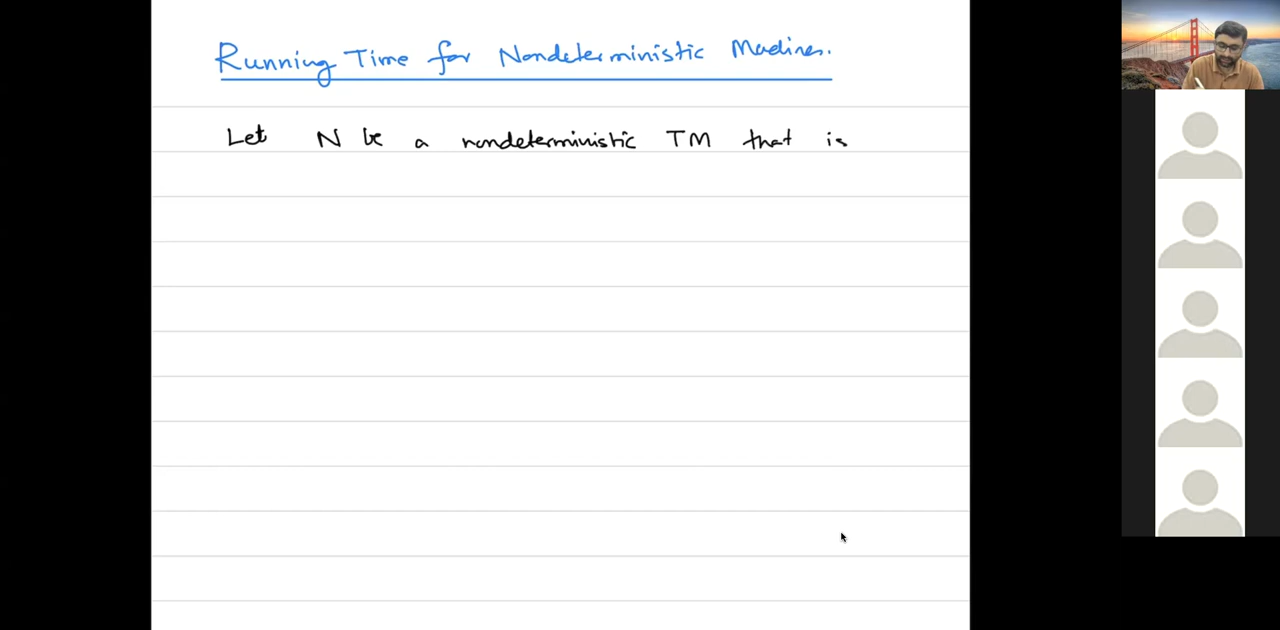 Running Time for Nondeterministic Machines.
Let N be a nondeterministic TM that is